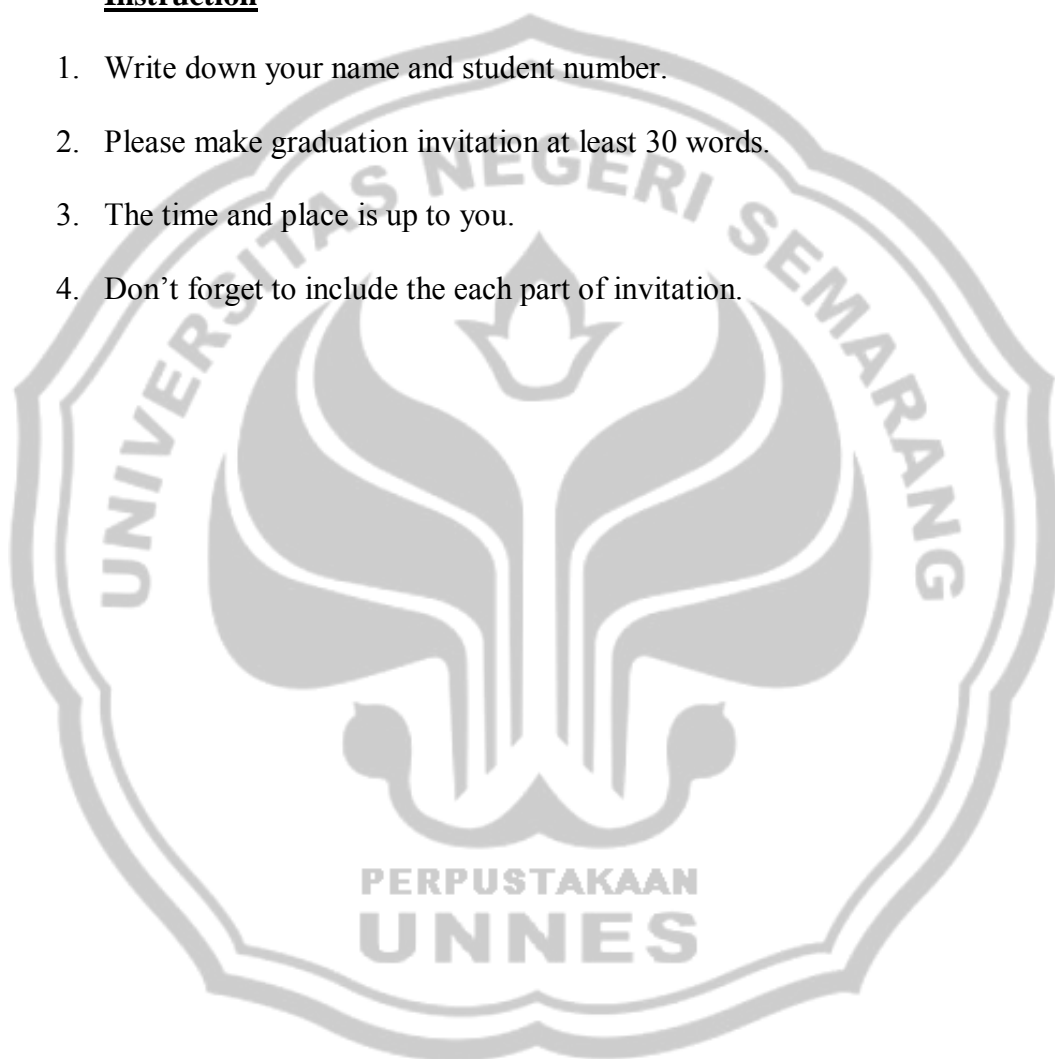 Instruction
1. Write down your name and student number.
2. Please make graduation invitation at least 30 words.
3. The time and place is up to you.
4. Don’t forget to include the each part of invitation.
UNIVERSITAS NEGERI SEMARANG
PERPUSTAKAAN
UNNES